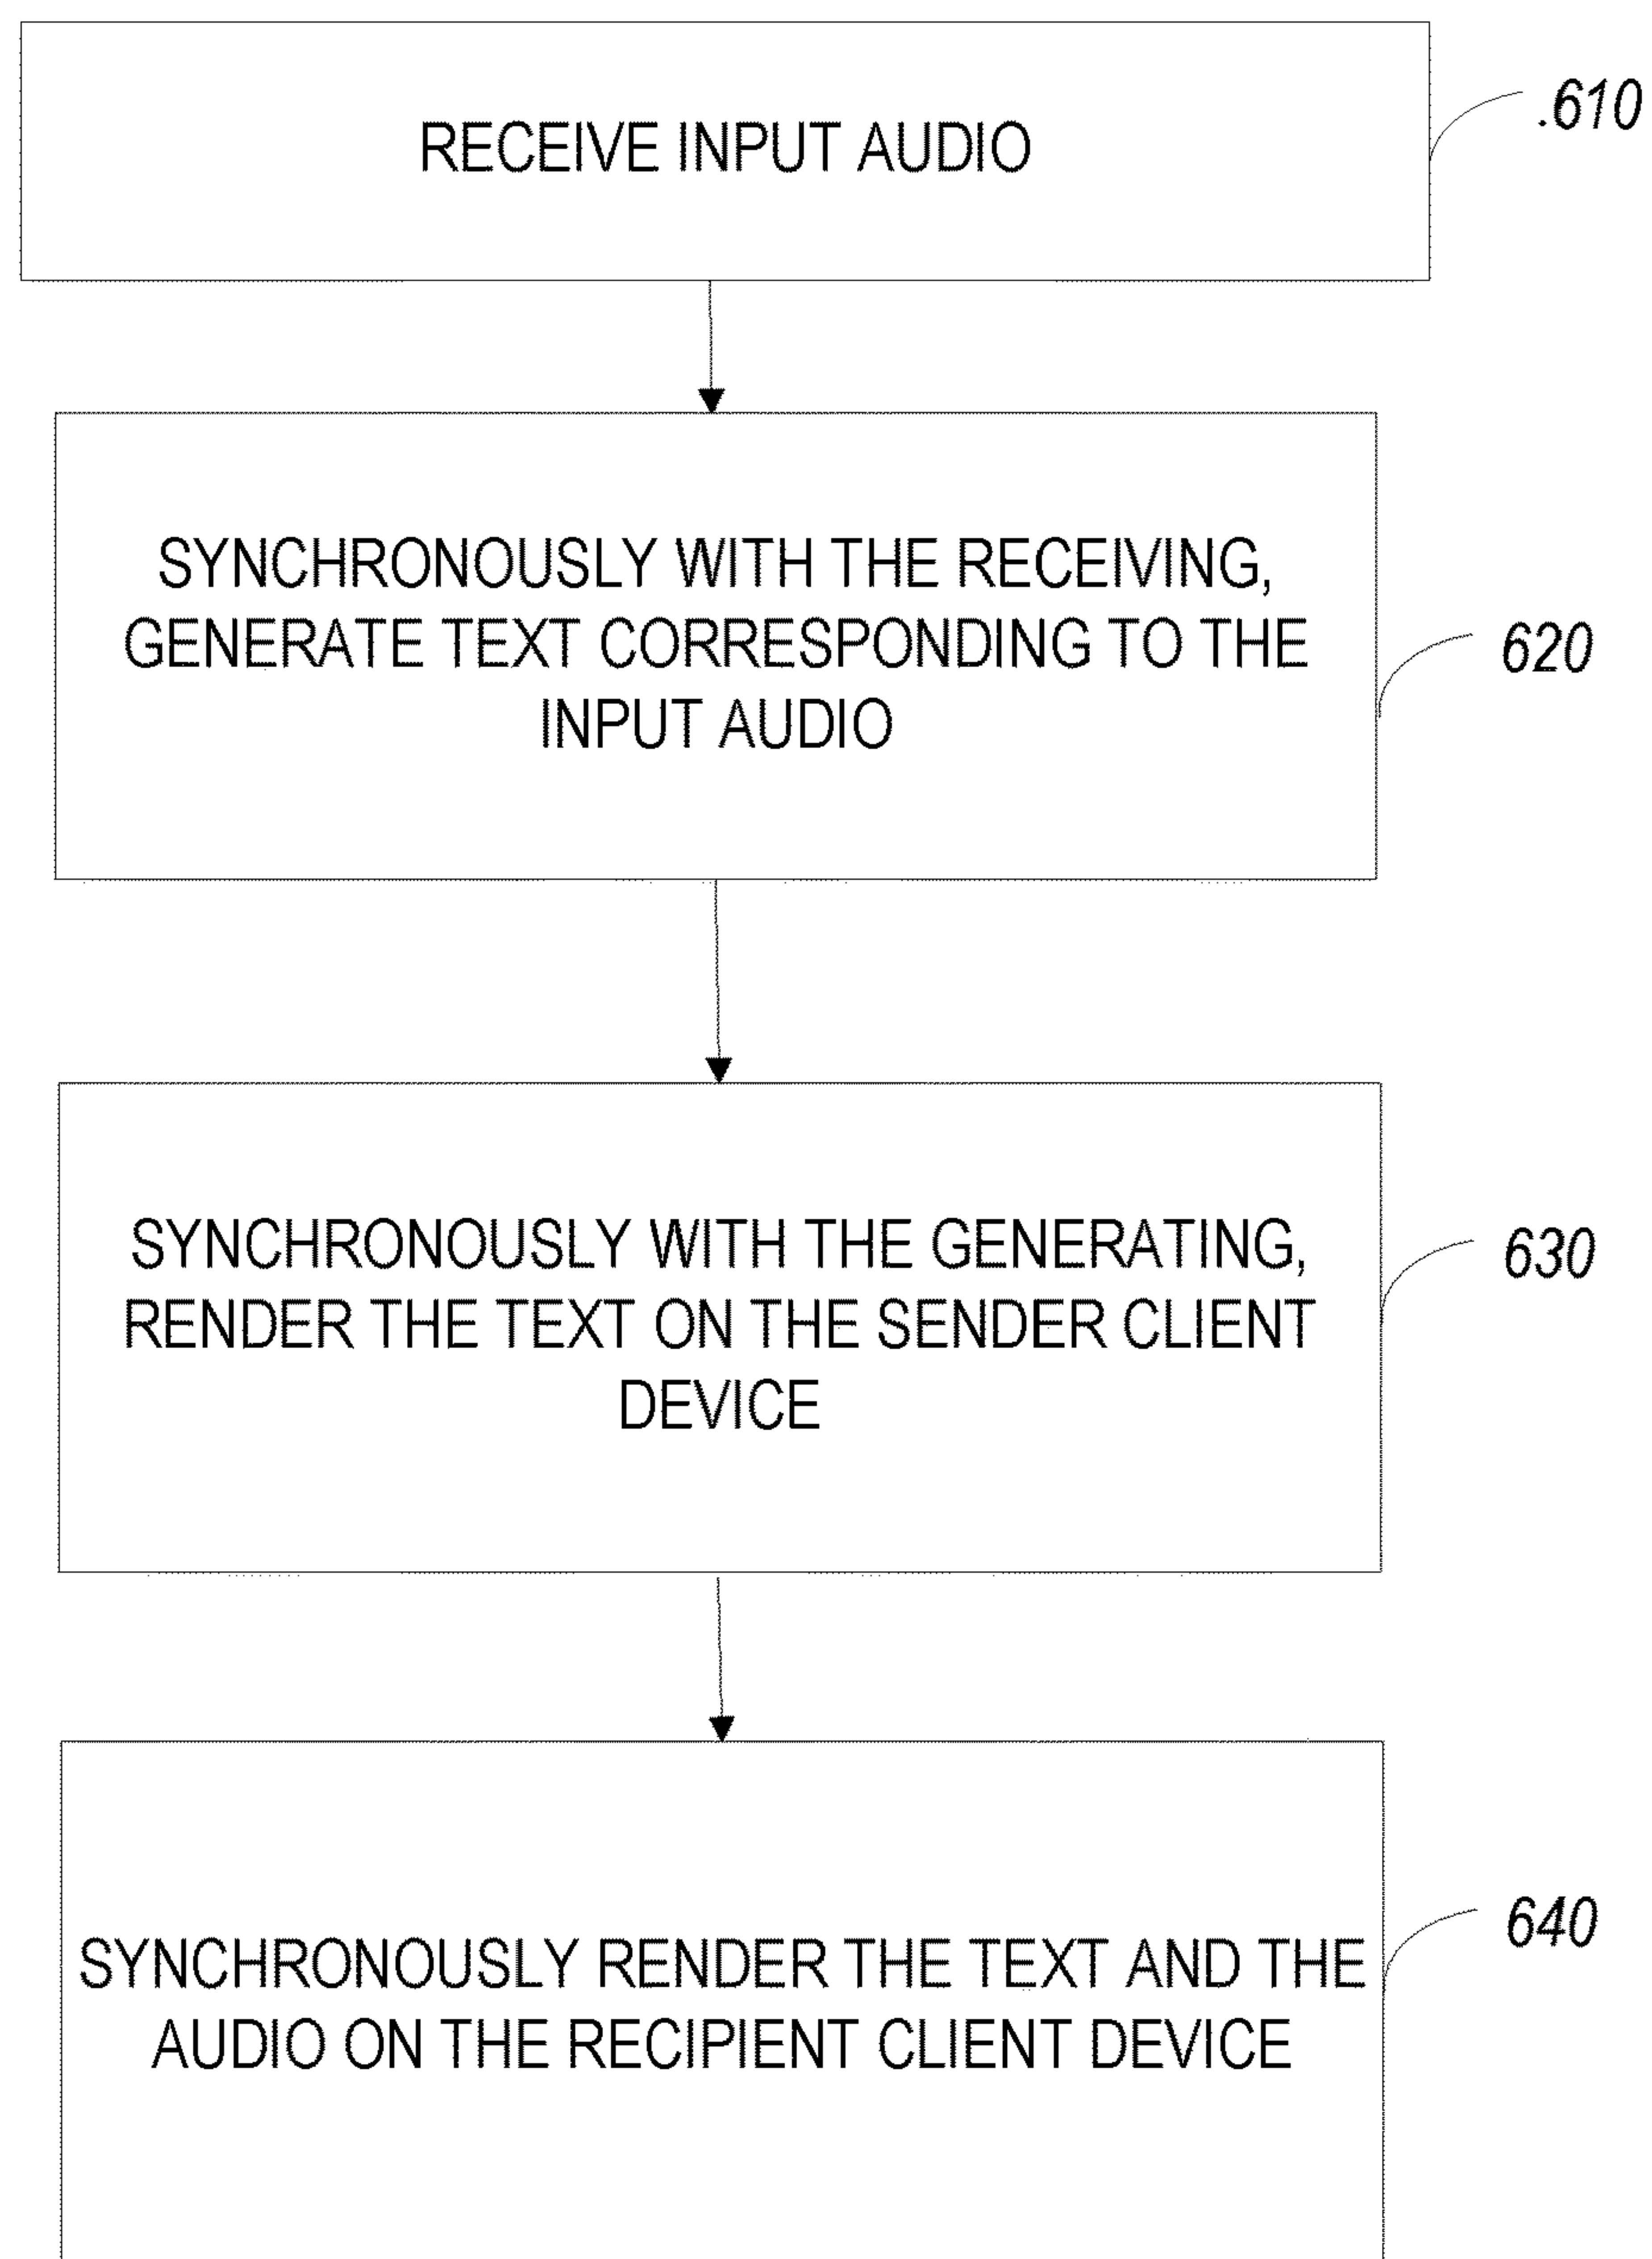 RECEIVE INPUT AUDIO
.610
SYNCHRONOUSLY WITH THE RECEIVING,
GENERATE TEXT CORRESPONDING TO THE
INPUT AUDIO
620
SYNCHRONOUSLY WITH THE GENERATING,
RENDER THE TEXT ON THE SENDER CLIENT
DEVICE
630
SYNCHRONOUSLY RENDER THE TEXT AND THE
AUDIO ON THE RECIPIENT CLIENT DEVICE
640